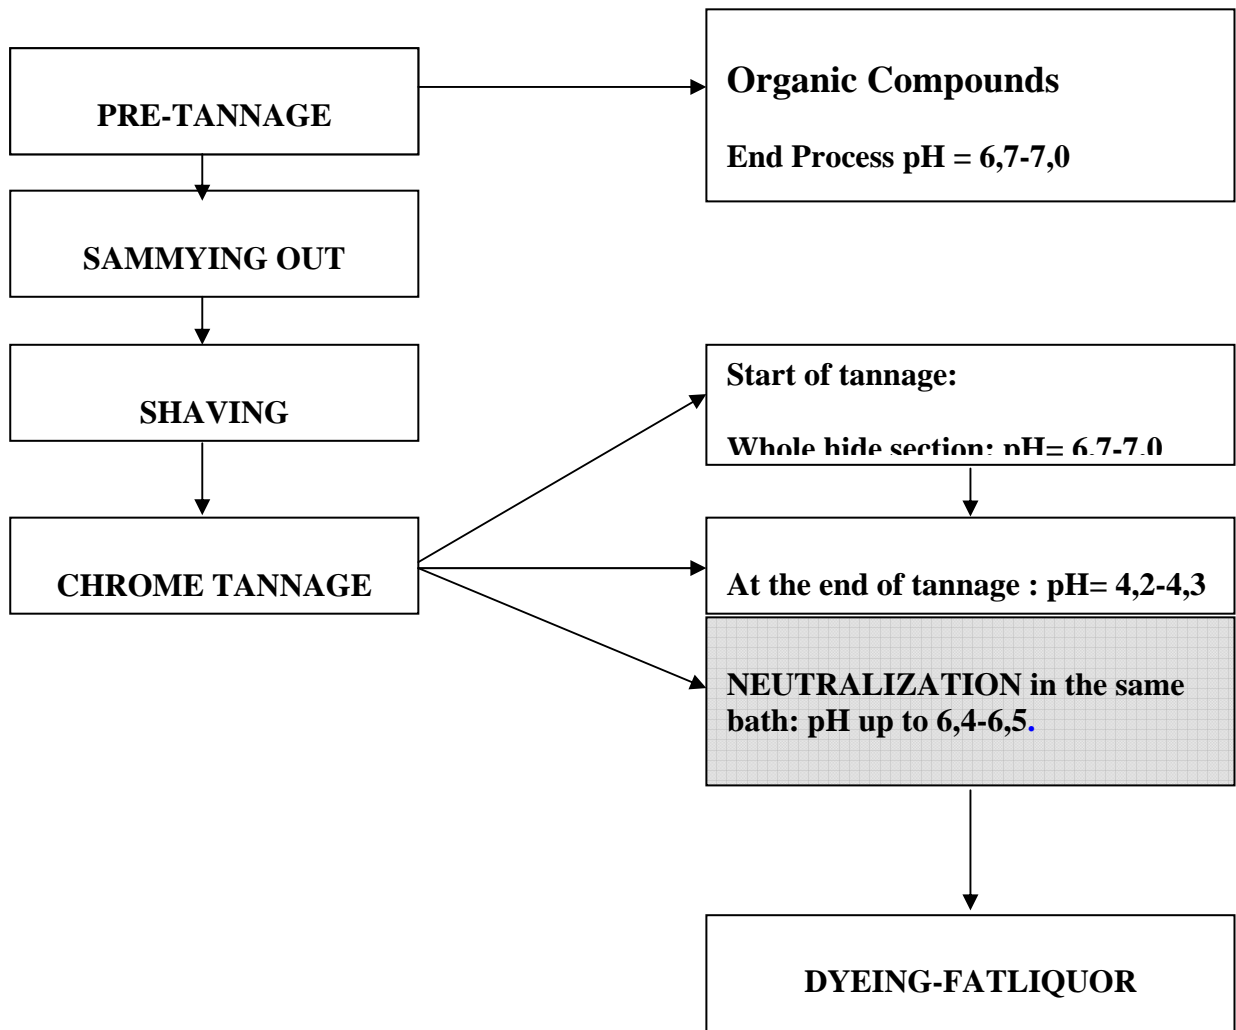 PRE-TANNAGE
Organic Compounds
End Process pH = 6,7-7,0
SAMMYING OUT
SHAVING
Start of tannage:
Whole hide section: pH= 6,7-7,0
CHROME TANNAGE
At the end of tannage : pH= 4,2-4,3
NEUTRALIZATION in the same
bath: pH up to 6,4-6,5.
DYEING-FATLIQUOR